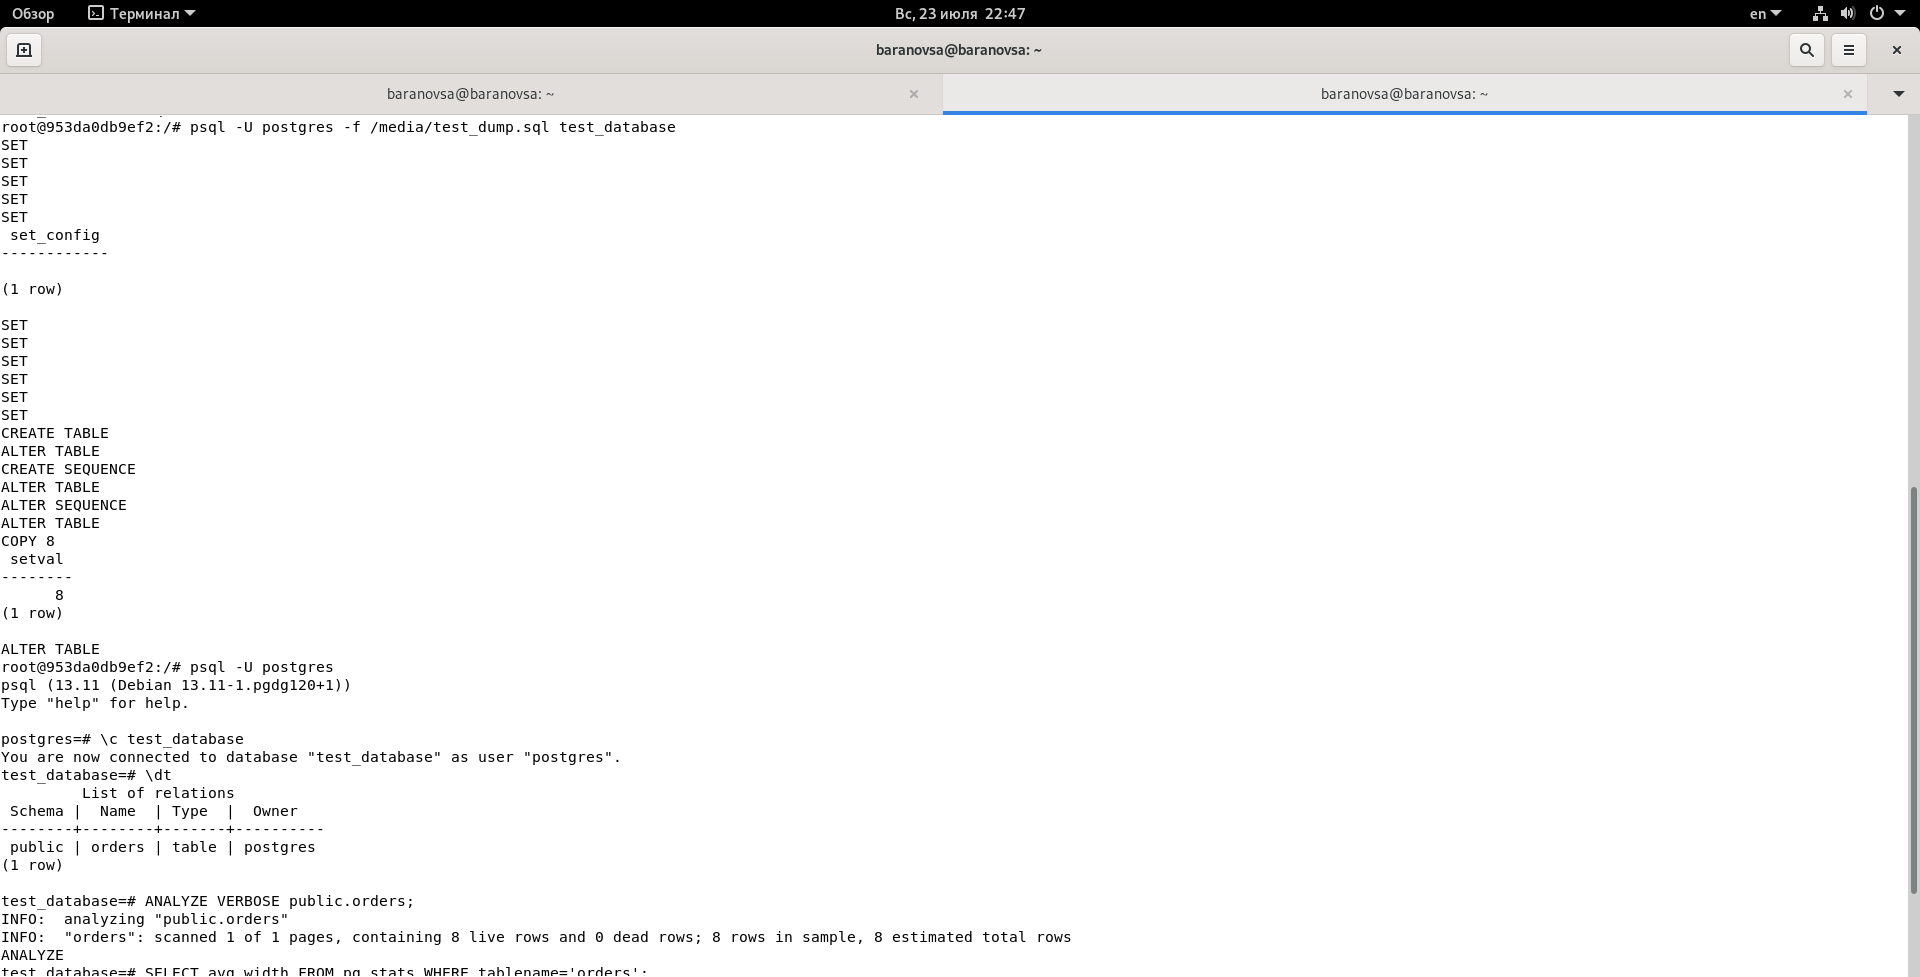 Обзор Терминал Вс, 23 июля 22:47 en
baranovsa@baranovsa: ~
baranovsa@baranovsa: ~ baranovsa@baranovsa: ~
root@953da0db9ef2:/# psql -U postgres -f /media/test_dump.sql test_database
SET
SET
SET
SET
SET
 set_config
------------

(1 row)

SET
SET
SET
SET
SET
SET
CREATE TABLE
ALTER TABLE
CREATE SEQUENCE
ALTER TABLE
ALTER SEQUENCE
ALTER TABLE
COPY 8
 setval
--------
      8
(1 row)

ALTER TABLE
root@953da0db9ef2:/# psql -U postgres
psql (13.11 (Debian 13.11-1.pgdg120+1))
Type "help" for help.

postgres=# \c test_database
You are now connected to database "test_database" as user "postgres".
test_database=# \dt
         List of relations
 Schema |  Name  | Type  |  Owner
--------+--------+-------+----------
 public | orders | table | postgres
(1 row)

test_database=# ANALYZE VERBOSE public.orders;
INFO:  analyzing "public.orders"
INFO:  "orders": scanned 1 of 1 pages, containing 8 live rows and 0 dead rows; 8 rows in sample, 8 estimated total rows
ANALYZE
test_database=# SELECT avg_width FROM pg_stats WHERE tablename='orders';